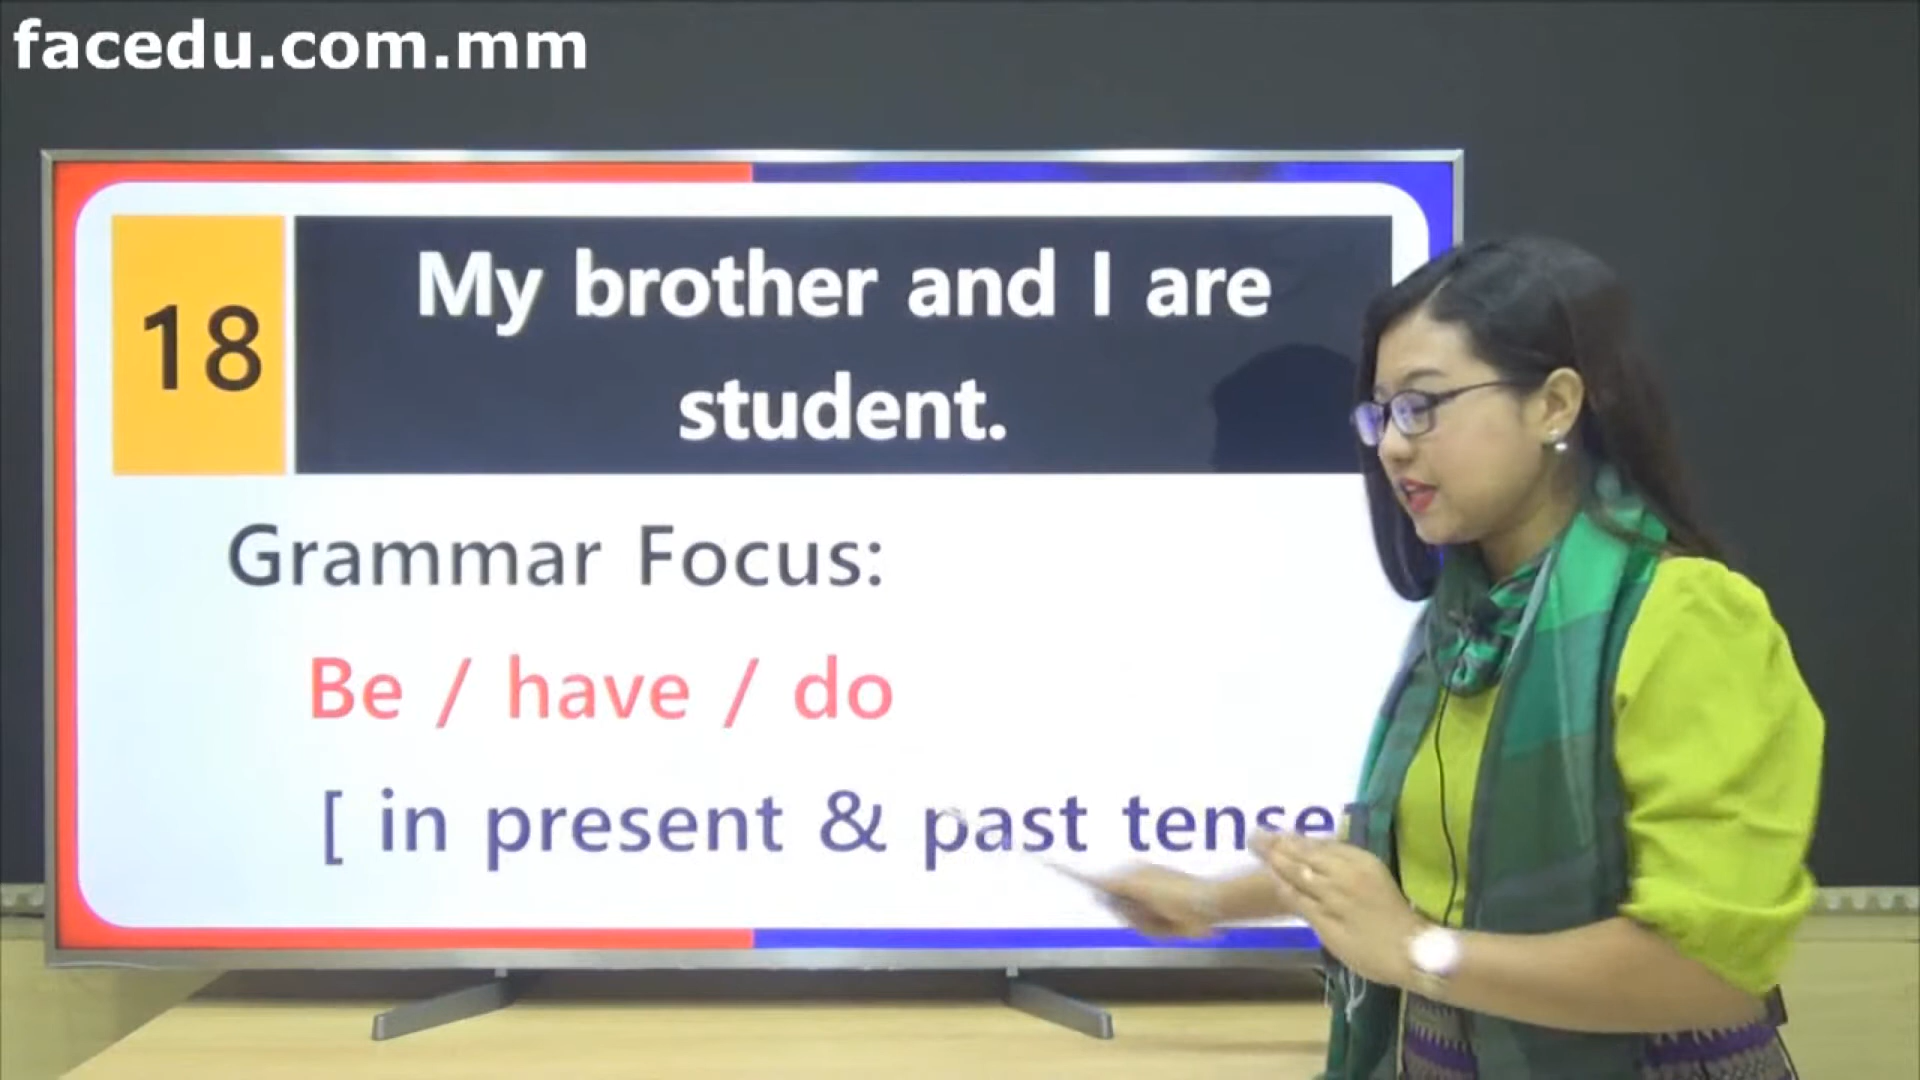 facedu.com.mm
18
My brother and I are
student.
Grammar Focus:
Be / have / do
[ in present & past tense